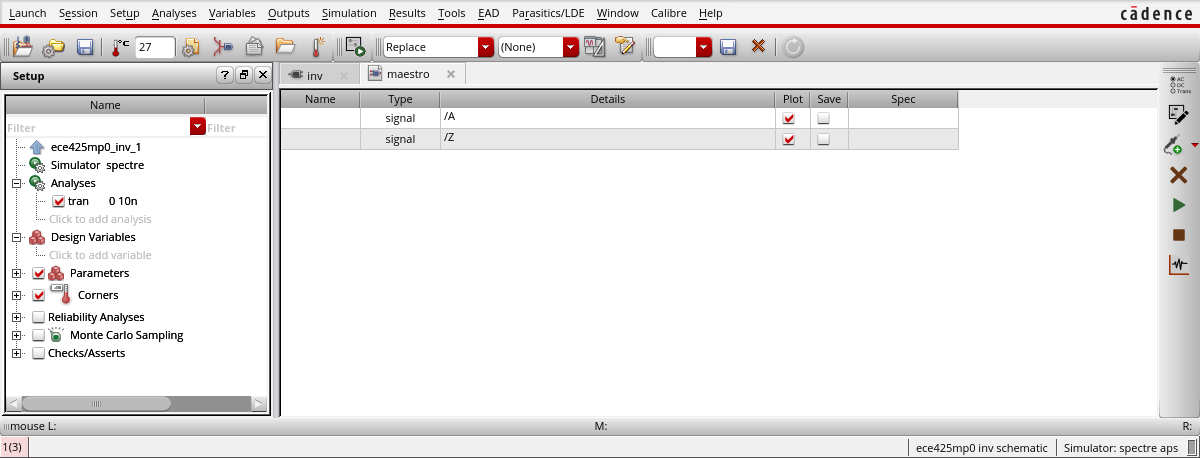 Launch Session Setup Analyses Variables Outputs Simulation Results Tools EAD Parasitics/LDE Window Calibre Help
cādence
°C 27 Replace (None)
Setup ?
inv maestro
Name
Filter Filter
ece425mp0_inv_1
Simulator spectre
Analyses
tran 0 10n
Click to add analysis
Design Variables
Click to add variable
Parameters
Corners
Reliability Analyses
Monte Carlo Sampling
Checks/Asserts
Name Type Details Plot Save Spec
signal /A
signal /Z
AC
DC
Trans
mouse L: M: R:
1(3) ece425mp0 inv schematic Simulator: spectre aps